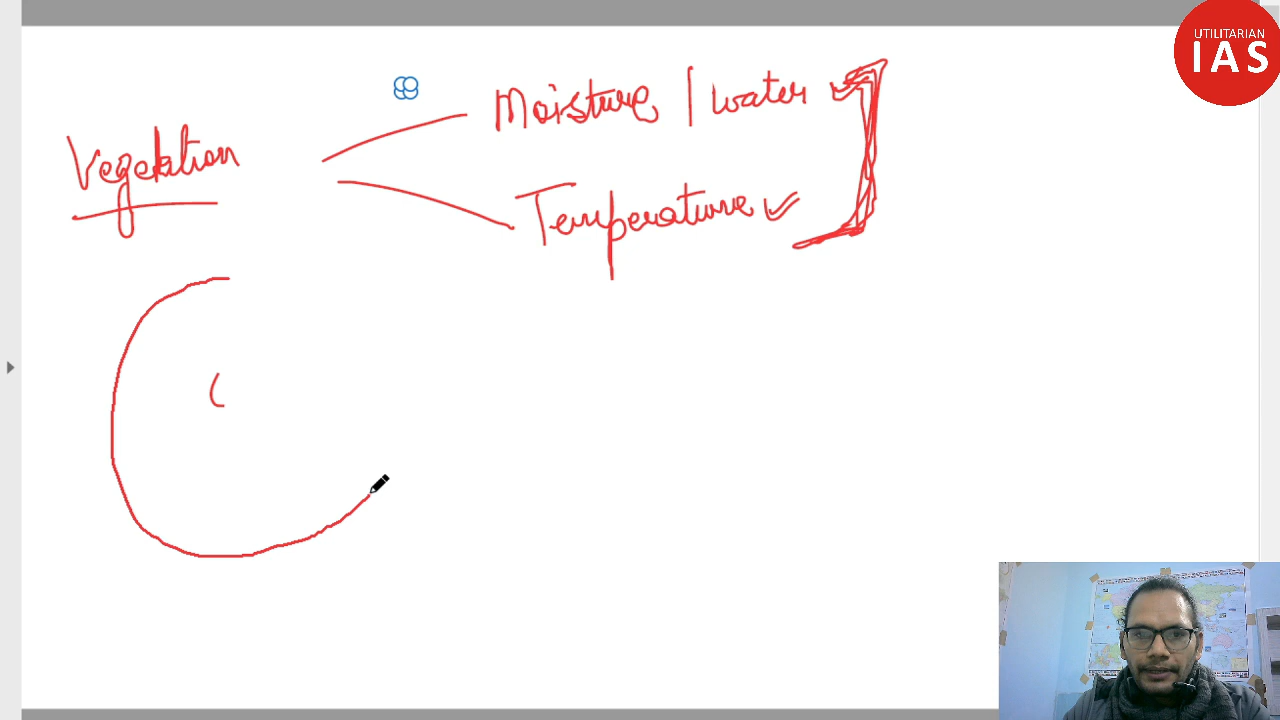 UTILITARIAN
IAS
Moisture | water
Vegetation
Temperature